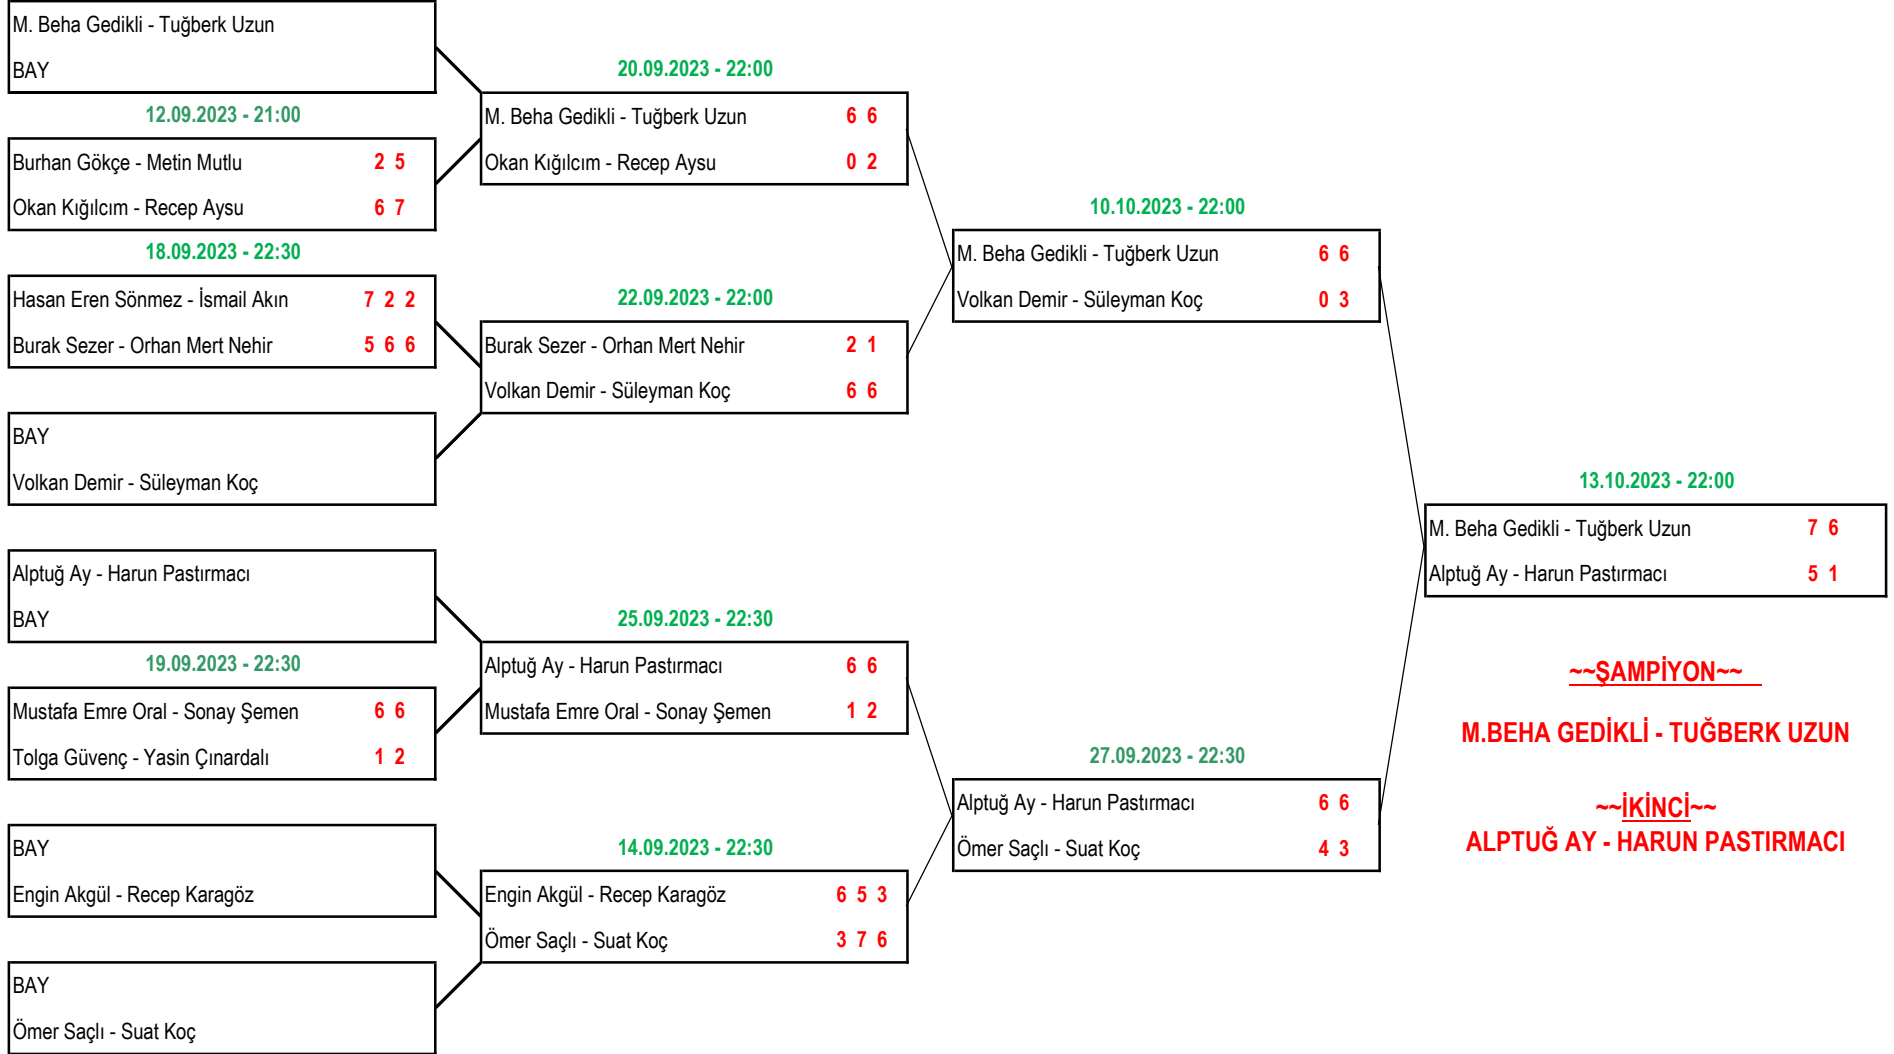 M. Beha Gedikli - Tuğberk Uzun
BAY
12.09.2023 - 21:00
Burhan Gökçe - Metin Mutlu 2 5
Okan Kığılcım - Recep Aysu 6 7
18.09.2023 - 22:30
Hasan Eren Sönmez - İsmail Akın 7 2 2
Burak Sezer - Orhan Mert Nehir 5 6 6
BAY
Volkan Demir - Süleyman Koç
Alptuğ Ay - Harun Pastırmacı
BAY
19.09.2023 - 22:30
Mustafa Emre Oral - Sonay Şemen 6 6
Tolga Güvenç - Yasin Çınardalı 1 2
BAY
Engin Akgül - Recep Karagöz
BAY
Ömer Saçlı - Suat Koç
20.09.2023 - 22:00
M. Beha Gedikli - Tuğberk Uzun 6 6
Okan Kığılcım - Recep Aysu 0 2
22.09.2023 - 22:00
Burak Sezer - Orhan Mert Nehir 2 1
Volkan Demir - Süleyman Koç 6 6
25.09.2023 - 22:30
Alptuğ Ay - Harun Pastırmacı 6 6
Mustafa Emre Oral - Sonay Şemen 1 2
14.09.2023 - 22:30
Engin Akgül - Recep Karagöz 6 5 3
Ömer Saçlı - Suat Koç 3 7 6
10.10.2023 - 22:00
M. Beha Gedikli - Tuğberk Uzun 6 6
Volkan Demir - Süleyman Koç 0 3
27.09.2023 - 22:30
Alptuğ Ay - Harun Pastırmacı 6 6
Ömer Saçlı - Suat Koç 4 3
13.10.2023 - 22:00
M. Beha Gedikli - Tuğberk Uzun 7 6
Alptuğ Ay - Harun Pastırmacı 5 1
~~ŞAMPİYON~~
M.BEHA GEDİKLİ - TUĞBERK UZUN
~~İKİNCİ~~
ALPTUĞ AY - HARUN PASTIRMACI